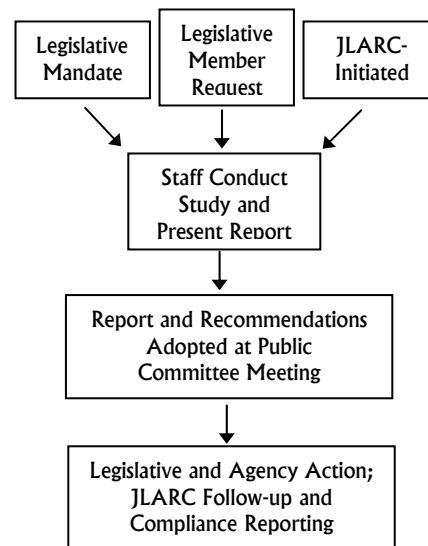 Legislative
Mandate
Legislative
Member
Request
JLARC-
Initiated
Staff Conduct
Study and
Present Report
Report and Recommendations
Adopted at Public
Committee Meeting
Legislative and Agency Action;
JLARC Follow-up and
Compliance Reporting